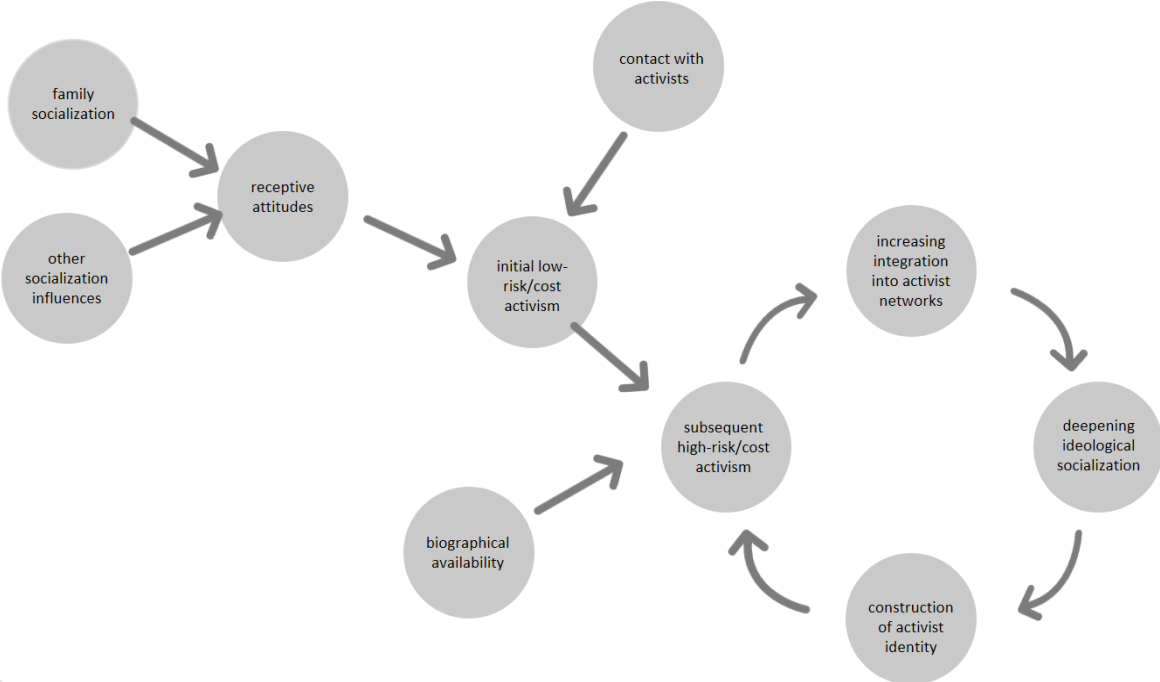 family
socialization
other
socialization
influences
receptive
attitudes
contact with
activists
initial low-
risk/cost
activism
biographical
availability
subsequent
high-risk/cost
activism
increasing
integration
into activist
networks
deepening
ideological
socialization
construction
of activist
identity